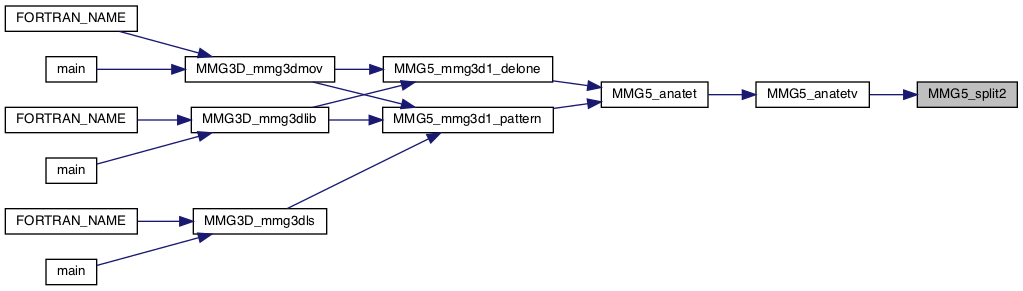 FORTRAN_NAME
main
MMG3D_mmg3dmov
MMG5_mmg3d1_delone
MMG5_anatet
MMG5_anatetv
MMG5_split2
FORTRAN_NAME
MMG3D_mmg3dlib
MMG5_mmg3d1_pattern
main
FORTRAN_NAME
MMG3D_mmg3dls
main